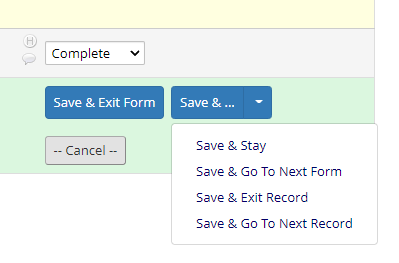 H
Complete
Save & Exit Form
Save & ...
-- Cancel --
Save & Stay
Save & Go To Next Form
Save & Exit Record
Save & Go To Next Record